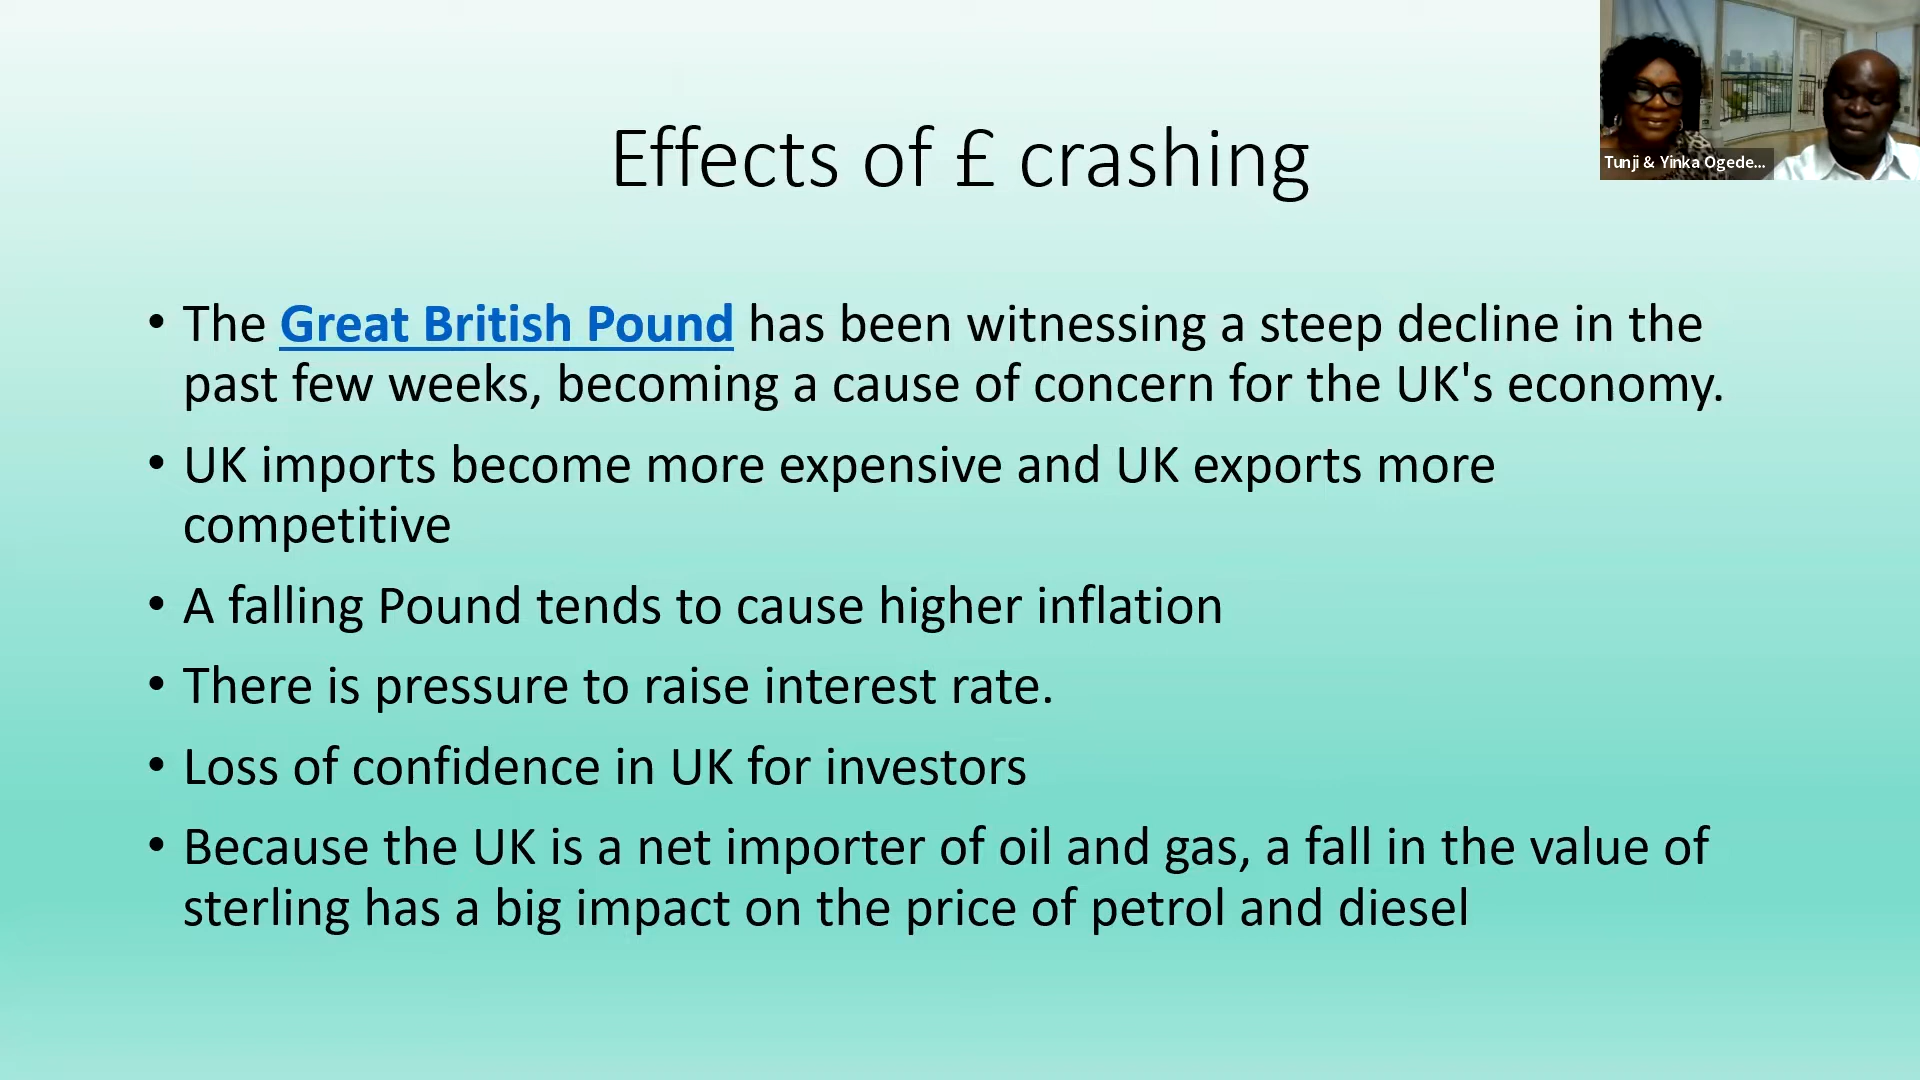 Effects of £ crashing
Tunji & Yinka Ogede...
• The Great British Pound has been witnessing a steep decline in the
past few weeks, becoming a cause of concern for the UK's economy.
• UK imports become more expensive and UK exports more
competitive
• A falling Pound tends to cause higher inflation
• There is pressure to raise interest rate.
• Loss of confidence in UK for investors
• Because the UK is a net importer of oil and gas, a fall in the value of
sterling has a big impact on the price of petrol and diesel